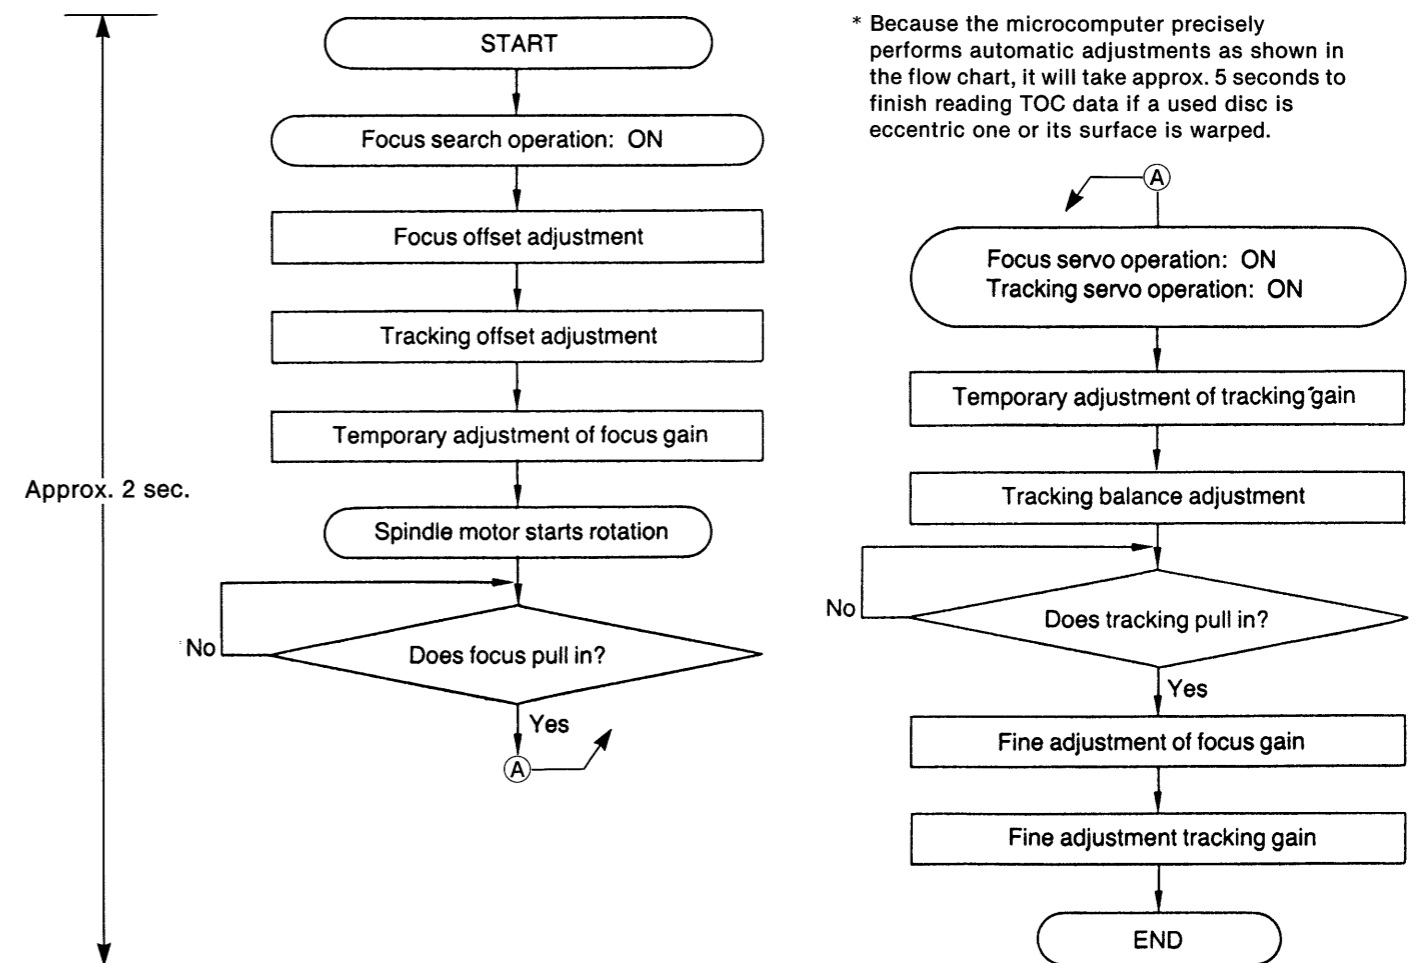 Approx. 2 sec.
START
Focus search operation: ON
Focus offset adjustment
Tracking offset adjustment
Temporary adjustment of focus gain
Spindle motor starts rotation
Does focus pull in?
No
Yes
A
* Because the microcomputer precisely
performs automatic adjustments as shown in
the flow chart, it will take approx. 5 seconds to
finish reading TOC data if a used disc is
eccentric one or its surface is warped.
A
Focus servo operation: ON
Tracking servo operation: ON
Temporary adjustment of tracking gain
Tracking balance adjustment
Does tracking pull in?
No
Yes
Fine adjustment of focus gain
Fine adjustment tracking gain
END